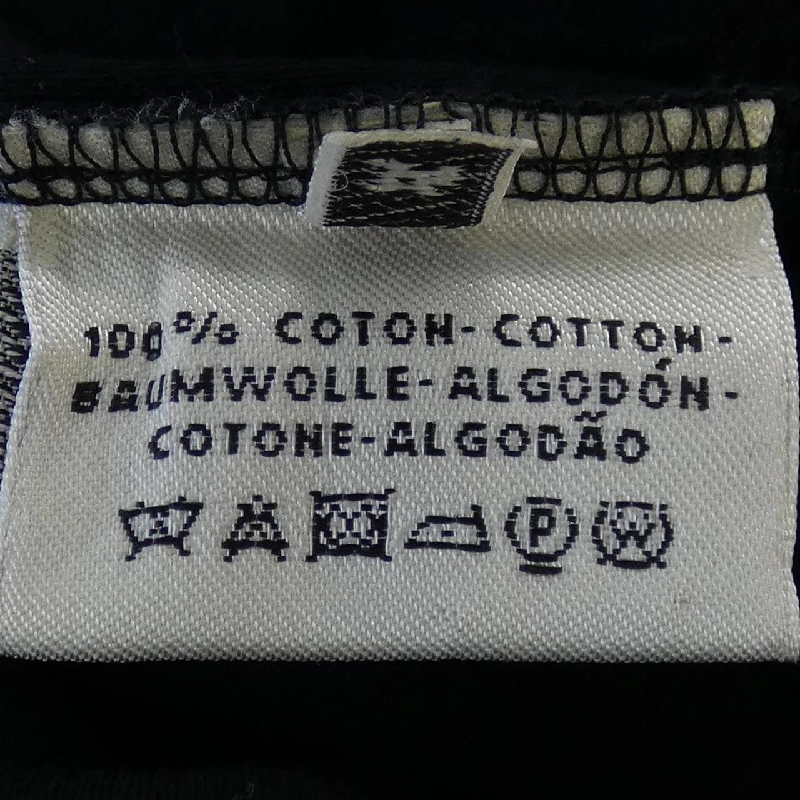 100% COTON-COTTON-
BAUMWOLLE-ALGODÓN-
COTONE-ALGODÃO
P W